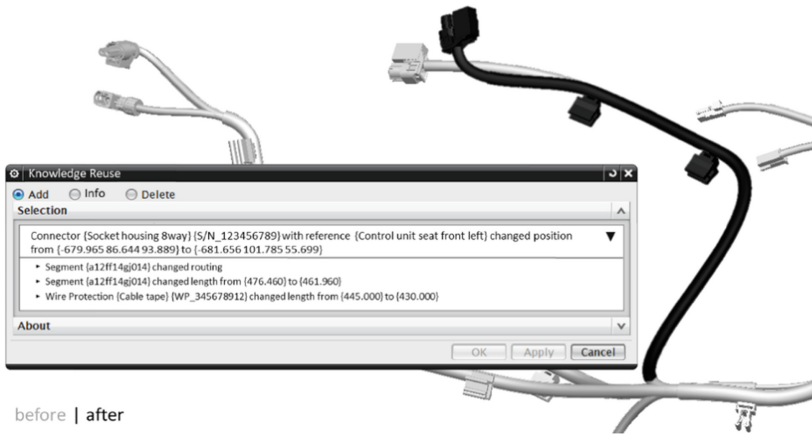 Knowledge Reuse
Add Info Delete
Selection
Connector {Socket housing 8way} {S/N_123456789} with reference {Control unit seat front left} changed position
from {-679.965 86.644 93.889} to {-681.656 101.785 55.699}
Segment {a12ff14gj014} changed routing
Segment {a12ff14gj014} changed length from {476.460} to {461.960}
Wire Protection {Cable tape} {WP_345678912} changed length from {445.000} to {430.000}
About
OK Apply Cancel
before | after